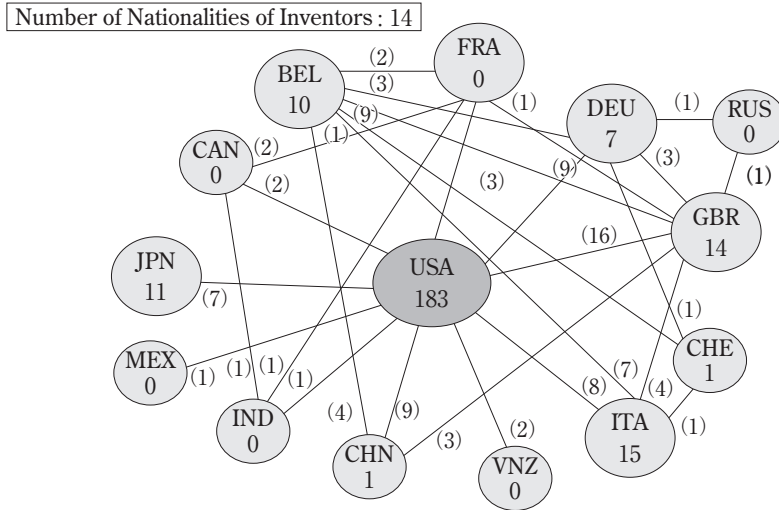 Number of Nationalities of Inventors : 14
FRA
0
(2)
BEL
10
(3)
DEU
7
(1)
RUS
0
(9)
(1)
(1)
CAN
0
(2)
(2)
(3)
(9)
(3)
(1)
GBR
14
(16)
USA
183
JPN
11
(7)
(1)
CHE
1
MEX
0
(1)
(1)
(1)
(1)
(7)
(8)
(4)
(1)
IND
0
(4)
(9)
(3)
(2)
ITA
15
CHN
1
VNZ
0